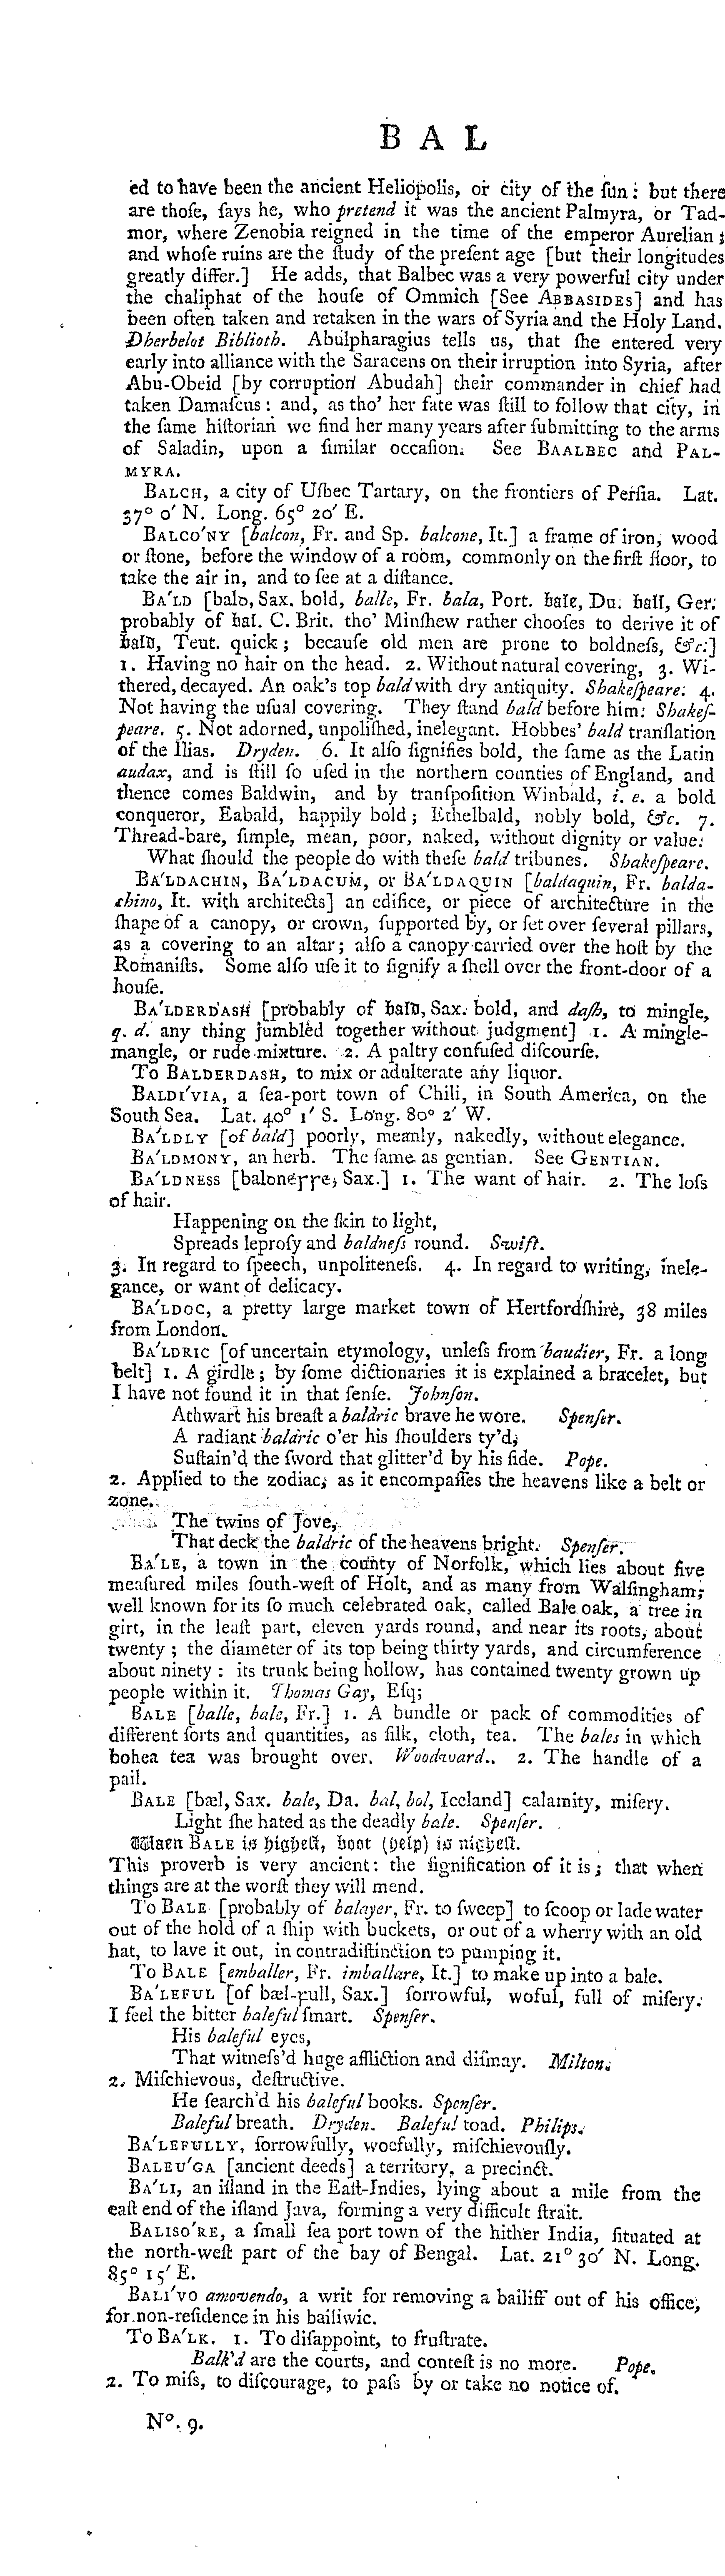 B A L
ed to have been the ancient Heliopolis, or city of the ſun: but there
are thoſe, ſays he, who pretend it was the ancient Palmyra, or Tad-
mor, where Zenobia reigned in the time of the emperor Aurelian;
and whoſe ruins are the ſtudy of the preſent age [but their longitudes
greatly differ.] He adds, that Balbec was a very powerful city under
the chaliphat of the houſe of Ommich [See ABBASIDES] and has
been often taken and retaken in the wars of Syria and the Holy Land.
Dherbelot Biblioth. Abulpharagius tells us, that ſhe entered very
early into alliance with the Saracens on their irruption into Syria, after
Abu-Obeid [by corruption Abudah] their commander in chief had
taken Damaſcus: and, as tho' her fate was ſtill to follow that city, in
the ſame hiſtorian we find her many years after ſubmitting to the arms
of Saladin, upon a ſimilar occaſion. See BAALBEC and PAL-
MYRA.
BALCH, a city of Uſbec Tartary, on the frontiers of Perſia. Lat.
37° 0′ N. Long. 65° 20′ E.
BALCO'NY [balcon, Fr. and Sp. balcone, It.] a frame of iron, wood
or ſtone, before the window of a room, commonly on the firſt floor, to
take the air in, and to ſee at a diſtance.
BA'LD [balꝺ, Sax. bold, balle, Fr. bala, Port. bale, Du. ball, Ger.
probably of bal. C. Brit. tho' Minſhew rather chooſes to derive it of
bald, Teut. quick; becauſe old men are prone to boldneſs, &c.]
1. Having no hair on the head. 2. Without natural covering, 3. Wi-
thered, decayed. An oak's top bald with dry antiquity. Shakeſpeare. 4.
Not having the uſual covering. They ſtand bald before him. Shakeſ-
peare. 5. Not adorned, unpoliſhed, inelegant. Hobbes' bald tranſlation
of the Ilias. Dryden. 6. It alſo ſignifies bold, the ſame as the Latin
audax, and is ſtill ſo uſed in the northern counties of England, and
thence comes Baldwin, and by tranſpoſition Winbald, i. e. a bold
conqueror, Eabald, happily bold; Ethelbald, nobly bold, &c. 7.
Thread-bare, ſimple, mean, poor, naked, without dignity or value.
What ſhould the people do with theſe bald tribunes. Shakeſpeare.
BA'LDACHIN, BA'LDACUM, or BA'LDAQUIN [baldaquin, Fr. balda-
chino, It. with architects] an edifice, or piece of architecture in the
ſhape of a canopy, or crown, ſupported by, or ſet over ſeveral pillars,
as a covering to an altar; alſo a canopy carried over the hoſt by the
Romaniſts. Some alſo uſe it to ſignify a ſhell over the front-door of a
houſe.
BA'LDERDASH [probably of bald, Sax. bold, and daſh, to mingle,
q. d. any thing jumbled together without judgment] 1. A mingle-
mangle, or rude mixture. 2. A paltry confuſed diſcourſe.
To BALDERDASH, to mix or adulterate any liquor.
BALDI'VIA, a ſea-port town of Chili, in South America, on the
South Sea. Lat. 40° 1′ S. Long. 80° 2′ W.
BA'LDLY [of bald] poorly, meanly, nakedly, without elegance.
BA'LDMONY, an herb. The ſame as gentian. See GENTIAN.
BA'LDNESS [balꝺneꞅꞅe, Sax.] 1. The want of hair. 2. The loſs
of hair.
Happening on the ſkin to light,
Spreads leproſy and baldneſs round. Swift.
3. In regard to ſpeech, unpoliteneſs. 4. In regard to writing, inele-
gance, or want of delicacy.
BA'LDOC, a pretty large market town of Hertfordſhire, 38 miles
from London.
BA'LDRIC [of uncertain etymology, unleſs from baudier, Fr. a long
belt] 1. A girdle; by ſome dictionaries it is explained a bracelet, but
I have not found it in that ſenſe. Johnſon.
Athwart his breaſt a baldric brave he wore. Spenſer.
A radiant baldric o'er his ſhoulders ty'd,
Suſtain'd the ſword that glitter'd by his ſide. Pope.
2. Applied to the zodiac, as it encompaſſes the heavens like a belt or
zone.
The twins of Jove,
That deck the baldric of the heavens bright. Spenſer.
BA'LE, a town in the county of Norfolk, which lies about five
meaſured miles ſouth-weſt of Holt, and as many from Walſingham;
well known for its ſo much celebrated oak, called Bale oak, a tree in
girt, in the leaſt part, eleven yards round, and near its roots, about
twenty; the diameter of its top being thirty yards, and circumference
about ninety: its trunk being hollow, has contained twenty grown up
people within it. Thomas Gay, Eſq;
BALE [balle, bale, Fr.] 1. A bundle or pack of commodities of
different ſorts and quantities, as ſilk, cloth, tea. The bales in which
bohea tea was brought over. Woodward.. 2. The handle of a
pail.
BALE [bæl, Sax. bale, Da. bal, bol, Iceland] calamity, miſery.
Light ſhe hated as the deadly bale. Spenſer.
Whaen BALE is higheſt, boot (help) is nigheſt.
This proverb is very ancient: the ſignification of it is; that when
things are at the worſt they will mend.
To BALE [probably of balayer, Fr. to ſweep] to ſcoop or lade water
out of the hold of a ſhip with buckets, or out of a wherry with an old
hat, to lave it out, in contradiſtinction to pumping it.
To BALE [emballer, Fr. imballare, It.] to make up into a bale.
BA'LEFUL [of bæl-ꝼull, Sax.] ſorrowful, woful, full of miſery.
I feel the bitter baleful ſmart. Spenſer.
His baleful eyes,
That witneſs'd huge affliction and diſmay. Milton.
2. Miſchievous, deſtructive.
He ſearch'd his baleful books. Spenſer.
Baleful breath. Dryden. Baleful toad. Philips.
BA'LEFULLY, ſorrowfully, woefully, miſchievouſly.
BALEU'GA [ancient deeds] a territory, a precinct.
BA'LI, an iſland in the Eaſt-Indies, lying about a mile from the
eaſt end of the iſland Java, forming a very difficult ſtrait.
BALISO'RE, a ſmall ſea port town of the hither India, ſituated at
the north-weſt part of the bay of Bengal. Lat. 21° 30′ N. Long.
85° 15′ E.
BALI'VO amovendo, a writ for removing a bailiff out of his office,
for non-reſidence in his bailiwic.
To BA'LK. 1. To diſappoint, to fruſtrate.
Balk'd are the courts, and conteſt is no more. Pope.
2. To miſs, to diſcourage, to paſs by or take no notice of.
Nº. 9.